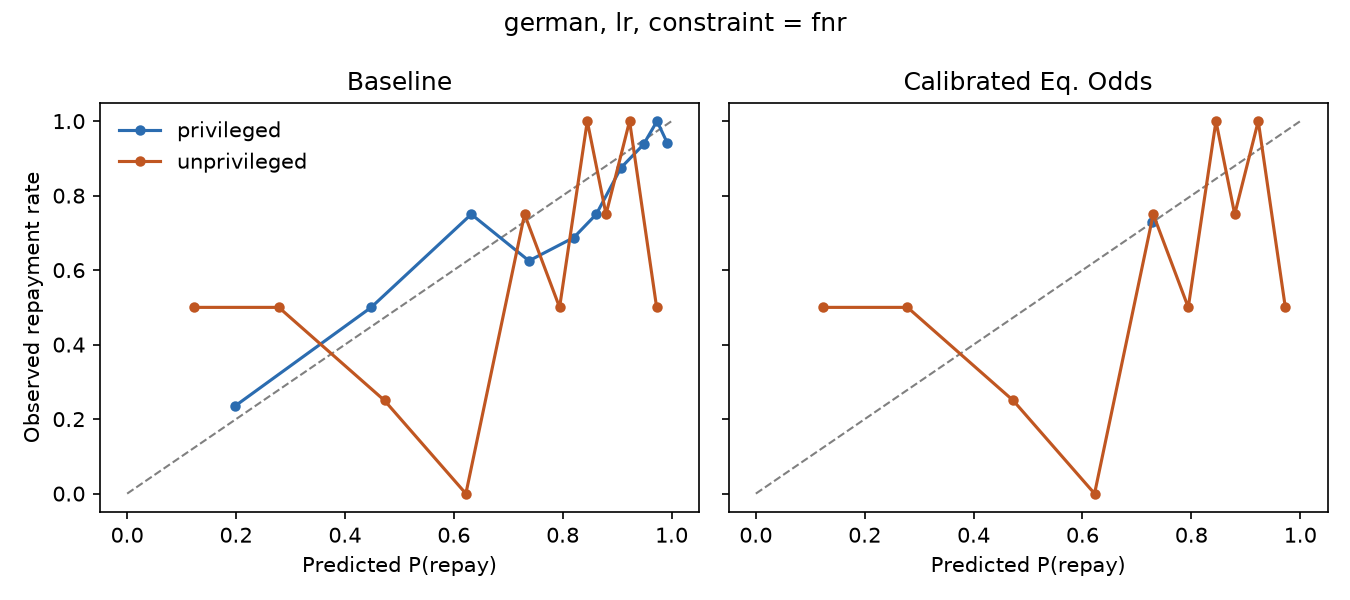 german, lr, constraint = fnr
Baseline
Calibrated Eq. Odds
privileged
unprivileged
Observed repayment rate
1.0
0.8
0.6
0.4
0.2
0.0
0.0 0.2 0.4 0.6 0.8 1.0
0.0 0.2 0.4 0.6 0.8 1.0
Predicted P(repay)
Predicted P(repay)